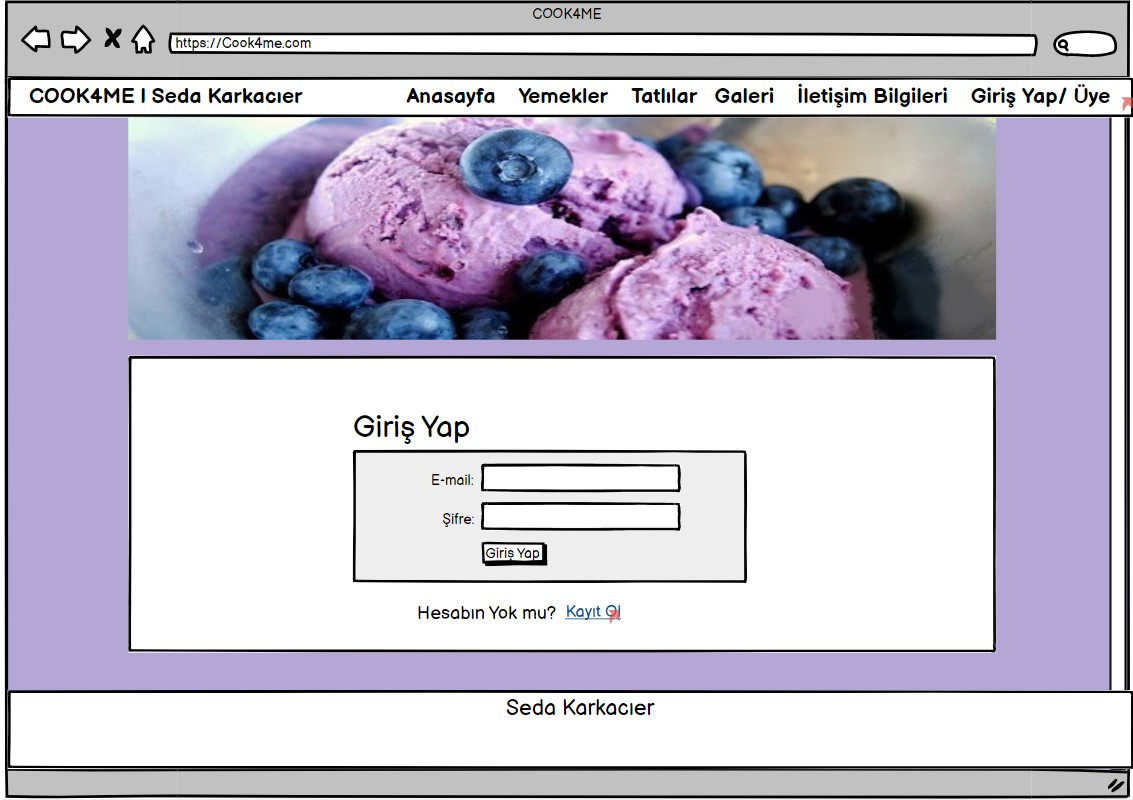 COOK4ME
https://Cook4me.com
COOK4ME I Seda Karkacıer Anasayfa Yemekler Tatlılar Galeri İletişim Bilgileri Giriş Yap/ Üye
Giriş Yap
E-mail:
Şifre:
Giriş Yap
Hesabın Yok mu? Kayıt Ol
Seda Karkacıer